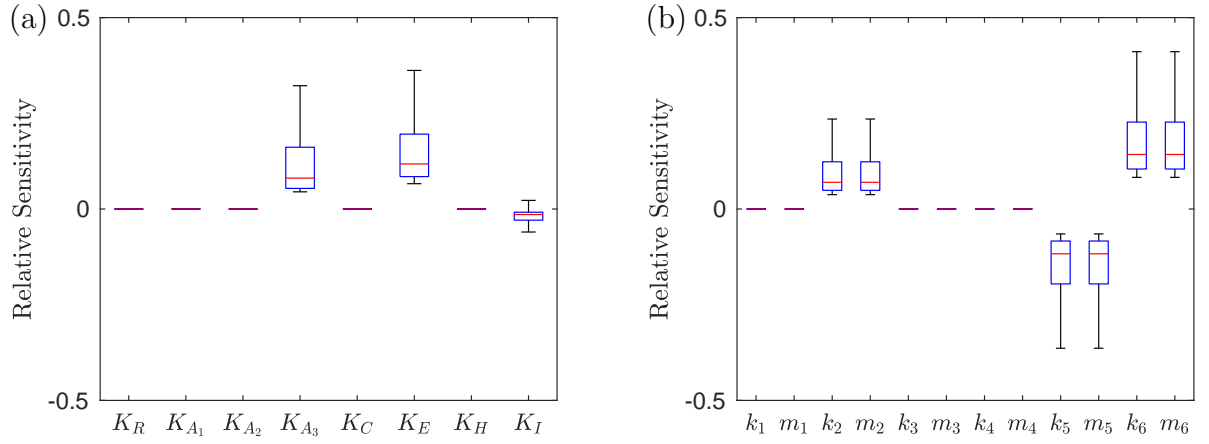 (a)
0.5
0
-0.5
Relative Sensitivity
K_R K_{A_1} K_{A_2} K_{A_3} K_C K_E K_H K_I
(b)
0.5
0
-0.5
Relative Sensitivity
k_1 m_1 k_2 m_2 k_3 m_3 k_4 m_4 k_5 m_5 k_6 m_6